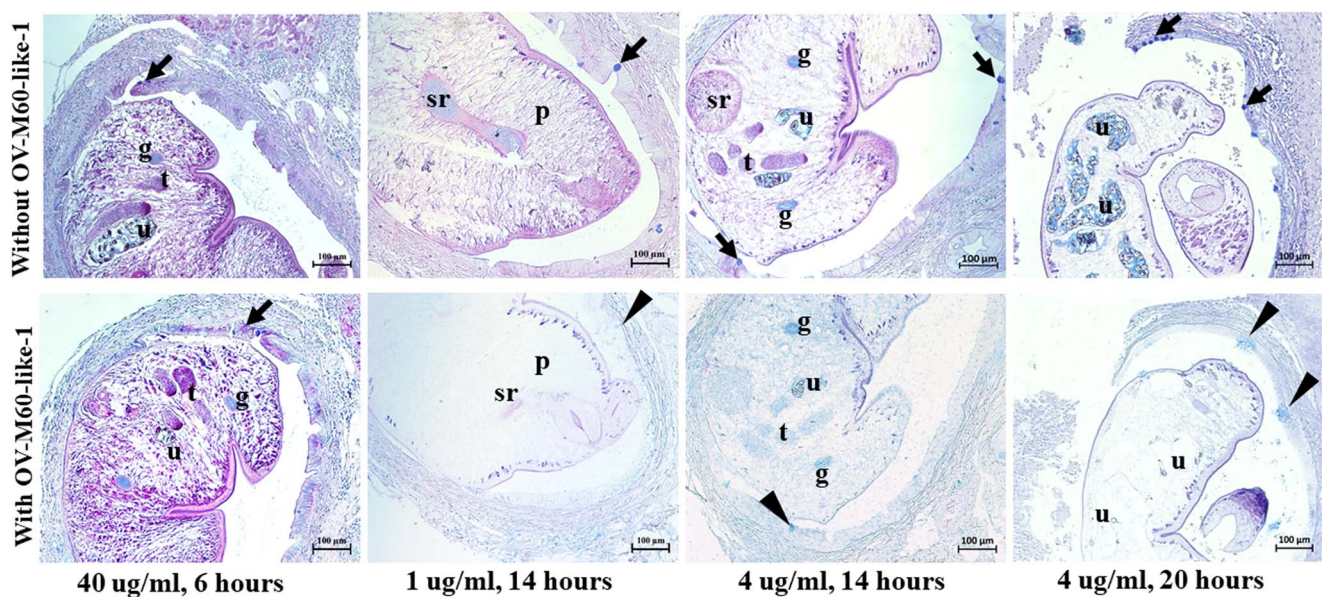 Without OV-M60-like-1
g
t
u
100 µm
sr
p
100 µm
g
sr
u
t
g
100 µm
u
u
100 µm
With OV-M60-like-1
t
g
u
100 µm
p
sr
100 µm
g
u
t
g
100 µm
u
u
100 µm
40 ug/ml, 6 hours
1 ug/ml, 14 hours
4 ug/ml, 14 hours
4 ug/ml, 20 hours